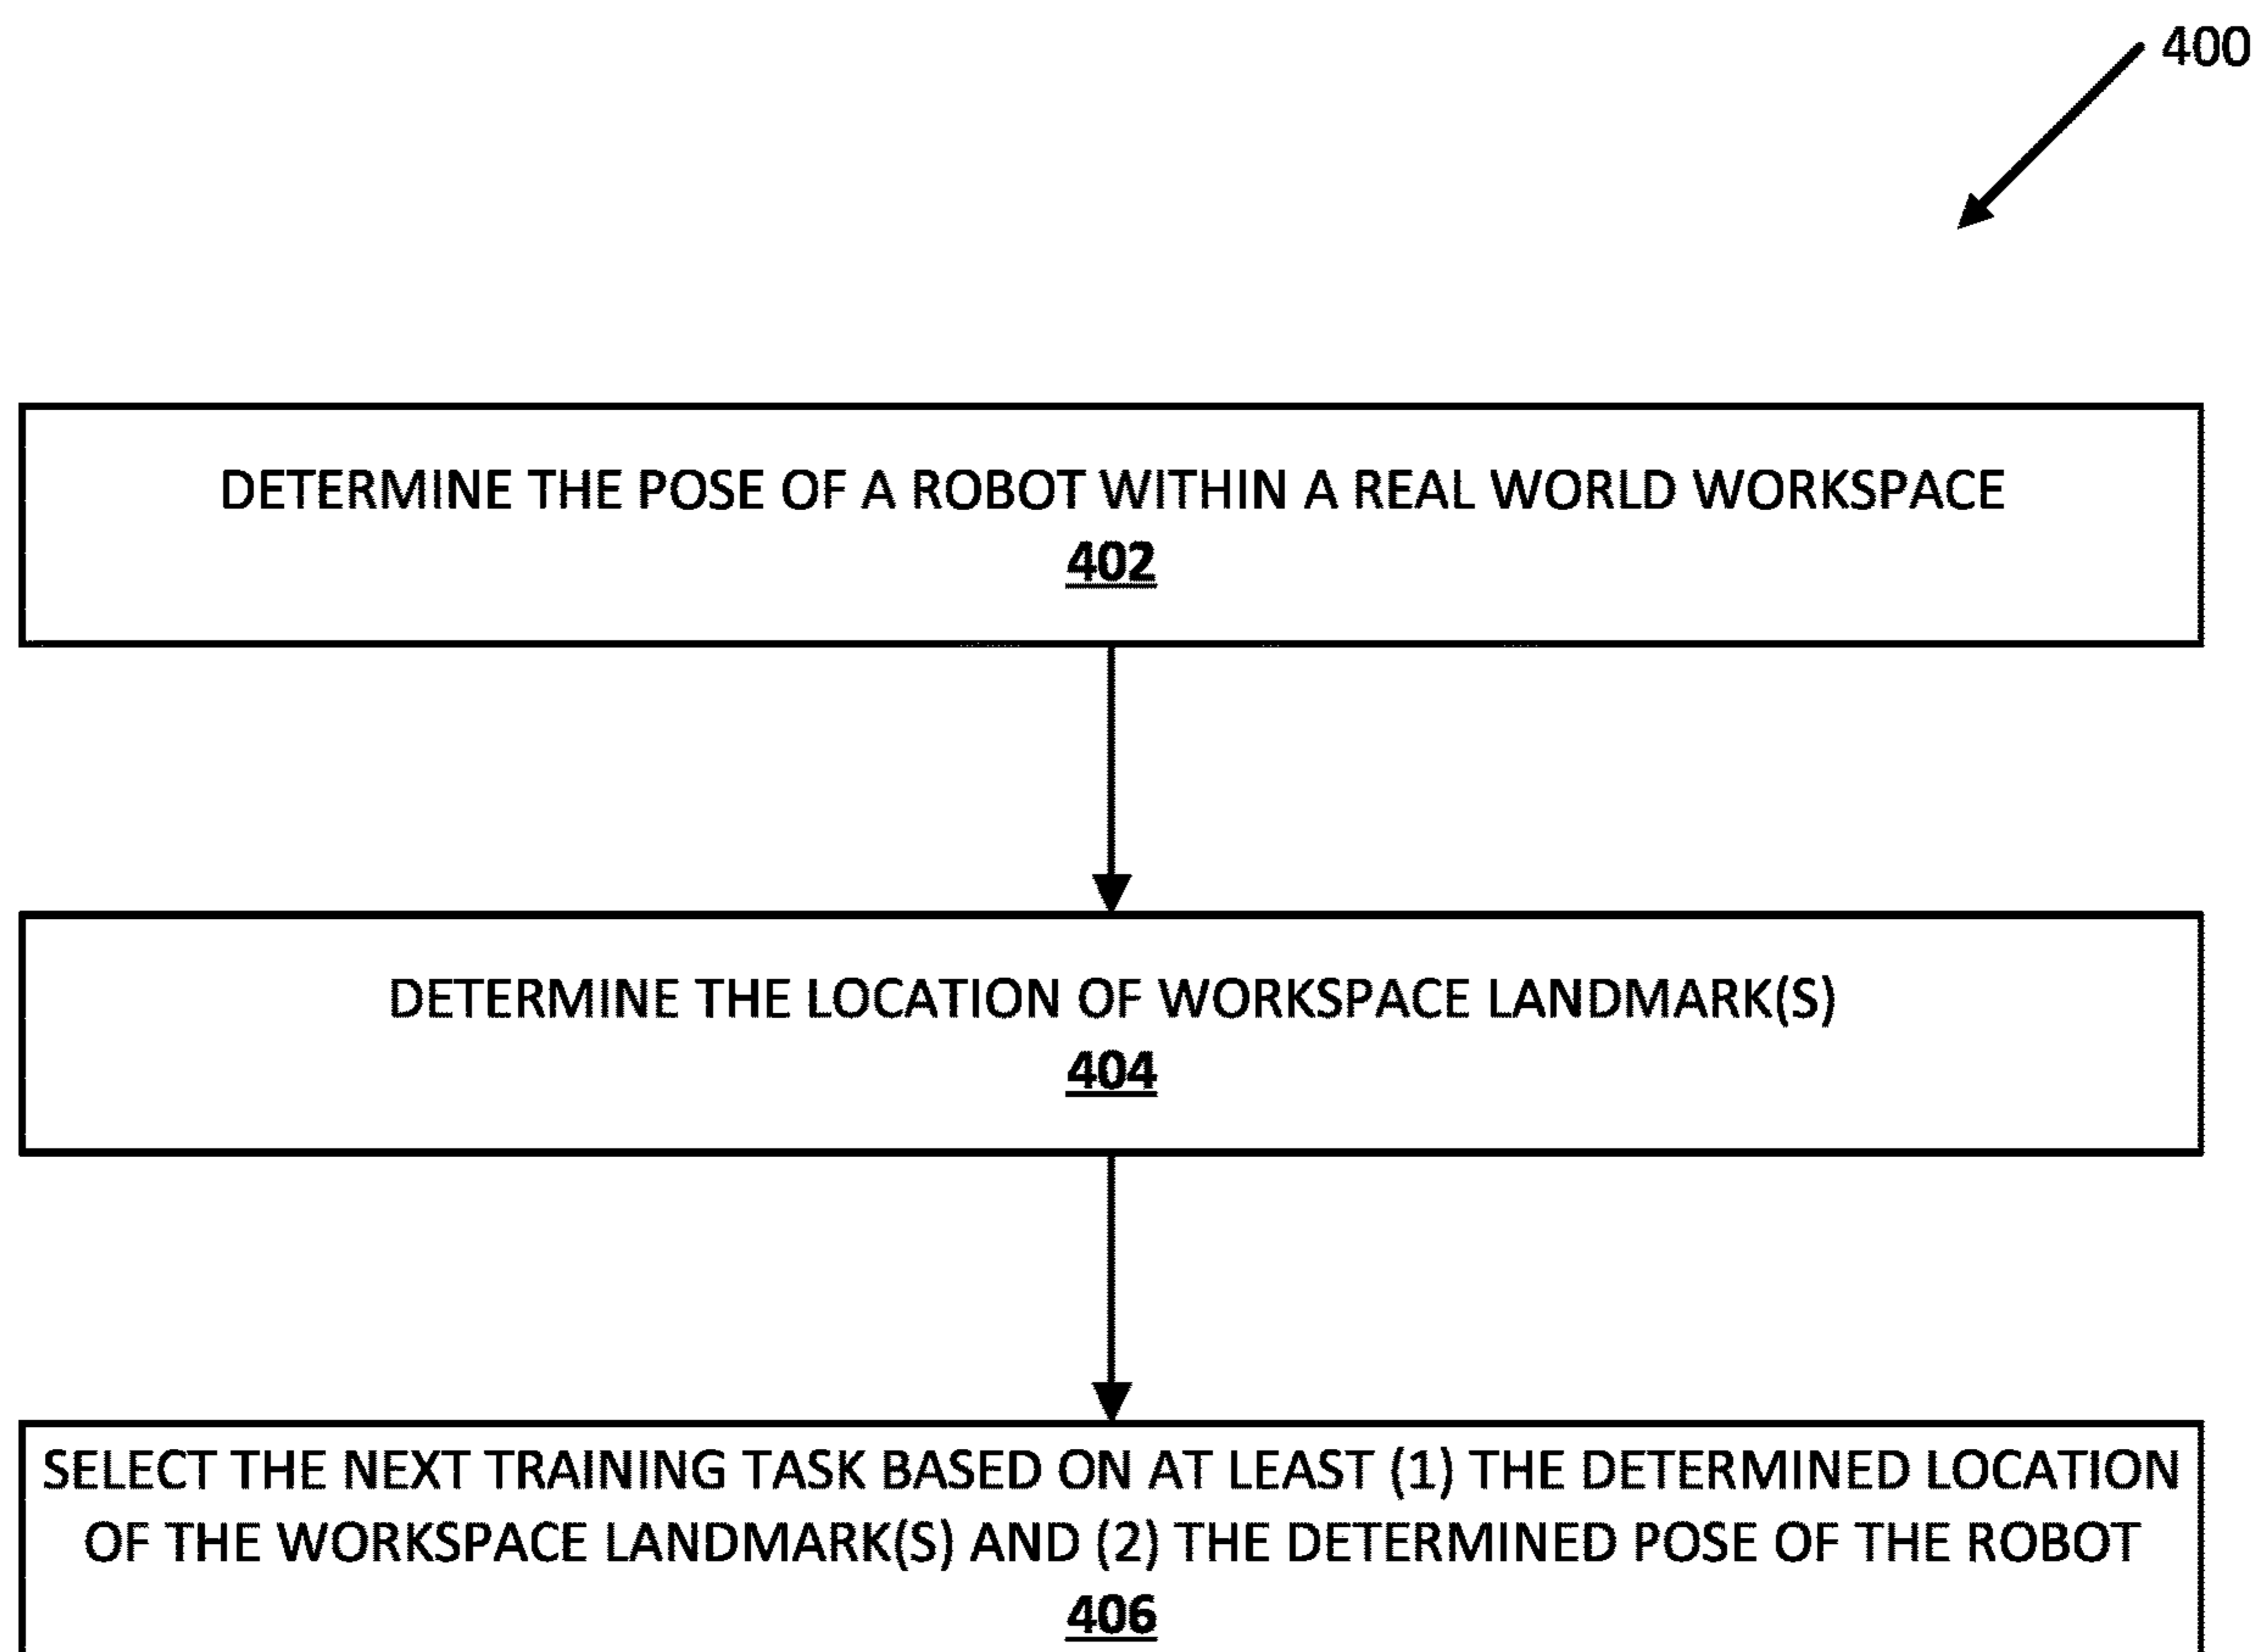 400
DETERMINE THE POSE OF A ROBOT WITHIN A REAL WORLD WORKSPACE
402
DETERMINE THE LOCATION OF WORKSPACE LANDMARK(S)
404
SELECT THE NEXT TRAINING TASK BASED ON AT LEAST (1) THE DETERMINED LOCATION
OF THE WORKSPACE LANDMARK(S) AND (2) THE DETERMINED POSE OF THE ROBOT
406